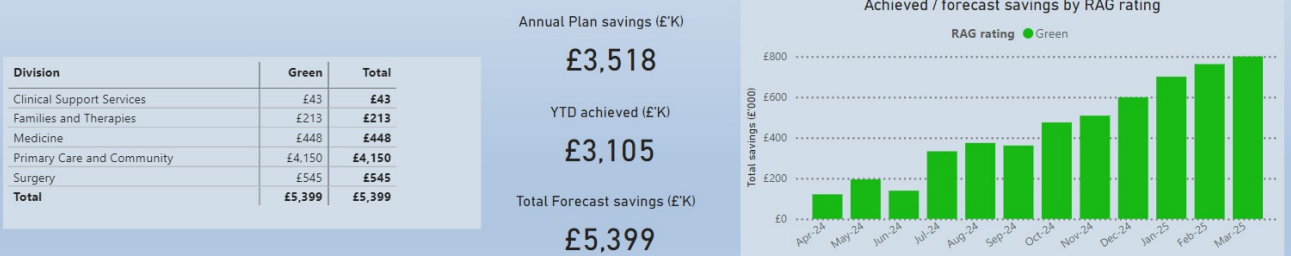 Division Green Total
Clinical Support Services £43 £43
Families and Therapies £213 £213
Medicine £448 £448
Primary Care and Community £4,150 £4,150
Surgery £545 £545
Total £5,399 £5,399
Annual Plan savings (£'K)
£3,518
YTD achieved (£'K)
£3,105
Total Forecast savings (£'K)
£5,399
Achieved / forecast savings by RAG rating
RAG rating Green
Total savings (£'000)
£800
£600
£400
£200
£0
Apr-24 May-24 Jun-24 Jul-24 Aug-24 Sep-24 Oct-24 Nov-24 Dec-24 Jan-25 Feb-25 Mar-25